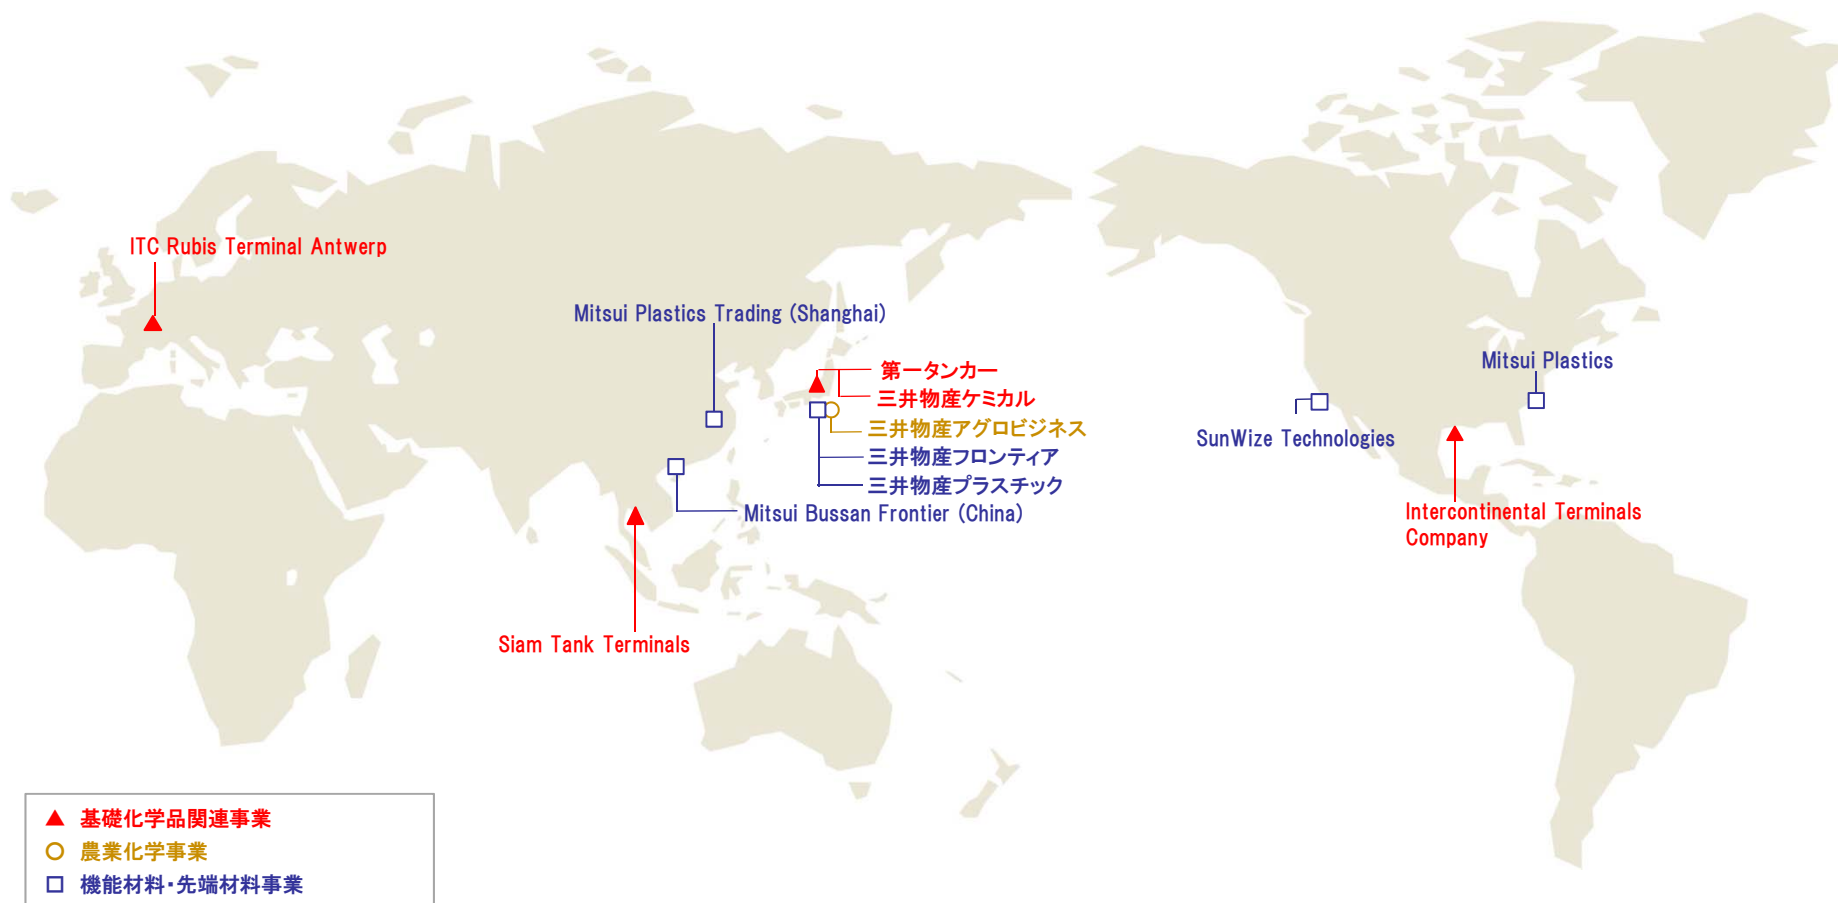 ITC Rubis Terminal Antwerp
Mitsui Plastics Trading (Shanghai)
第一タンカー
三井物産ケミカル
三井物産アグロビジネス
三井物産フロンティア
三井物産プラスチック
Mitsui Bussan Frontier (China)
Siam Tank Terminals
Mitsui Plastics
SunWize Technologies
Intercontinental Terminals
Company
基礎化学品関連事業
農業化学事業
機能材料・先端材料事業